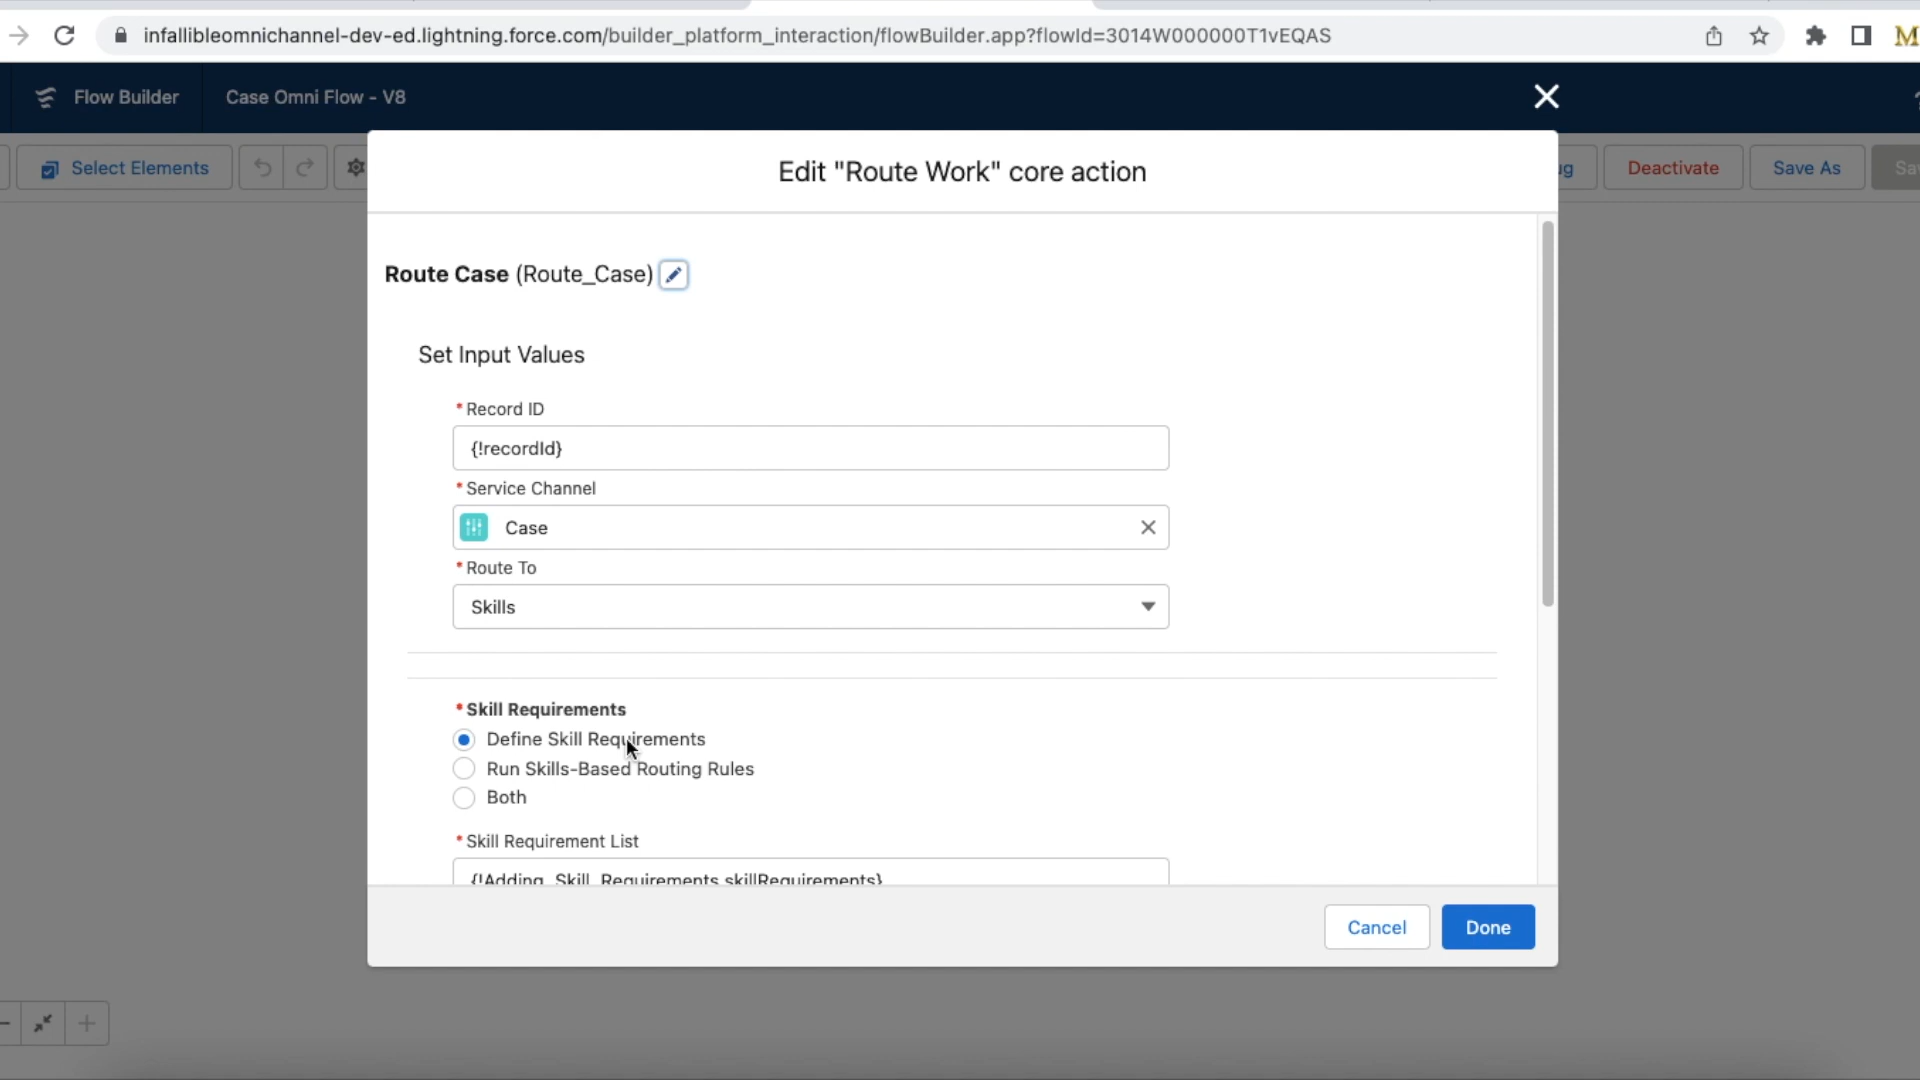 infallibleomnichannel-dev-ed.lightning.force.com/builder_platform_interaction/flowBuilder.app?flowId=3014W000000T1vEQAS
M
Flow Builder
Case Omni Flow - V8
Select Elements
ug
Deactivate
Save As
Sav
Edit "Route Work" core action
Route Case (Route_Case)
Set Input Values
* Record ID
{!recordId}
* Service Channel
Case
* Route To
Skills
* Skill Requirements
Define Skill Requirements
Run Skills-Based Routing Rules
Both
* Skill Requirement List
{!Adding_Skill_Requirements.skillRequirements}
Cancel
Done